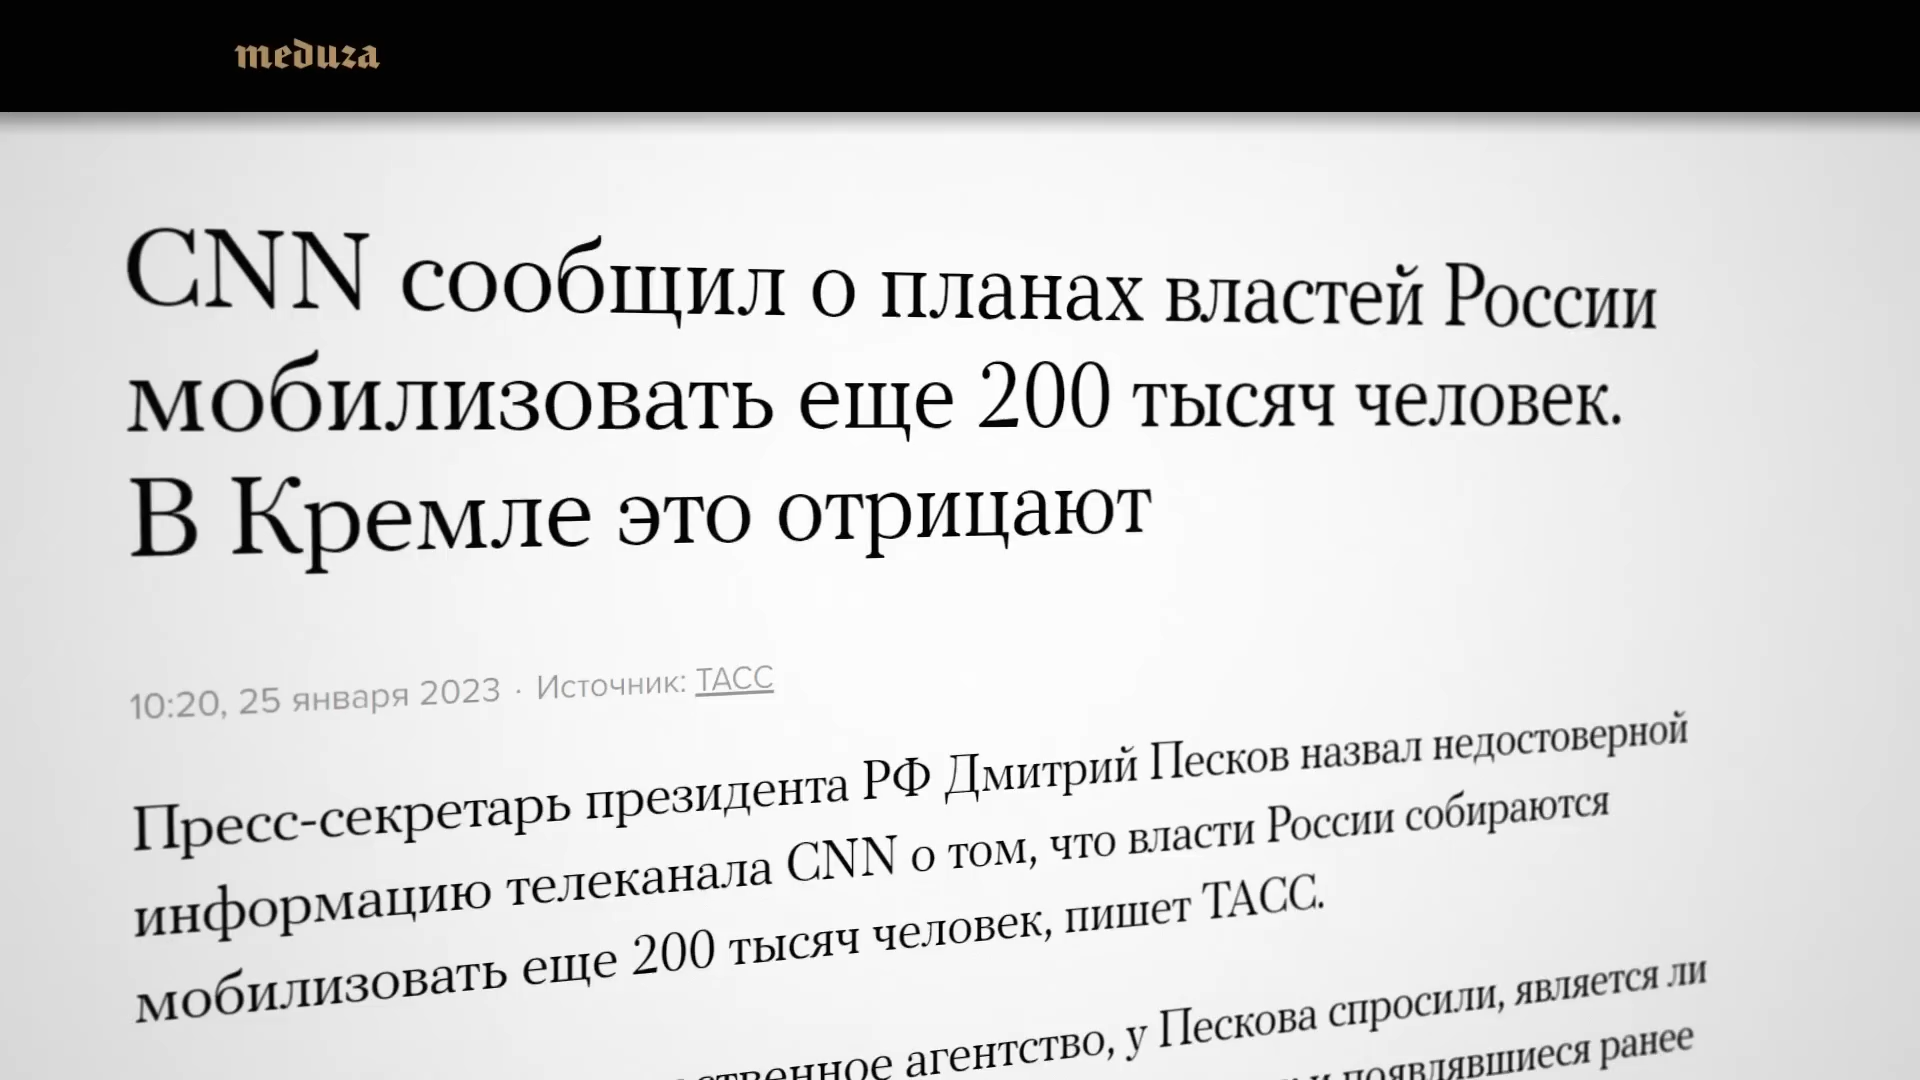 meduza
CNN сообщил о планах властей России
мобилизовать еще 200 тысяч человек.
В Кремле это отрицают
10:20, 25 января 2023 · Источник: ТАСС
Пресс-секретарь президента РФ Дмитрий Песков назвал недостоверной
информацию телеканала CNN о том, что власти России собираются
мобилизовать еще 200 тысяч человек, пишет ТАСС.
агентство, у Пескова спросили, является ли
и появлявшиеся ранее